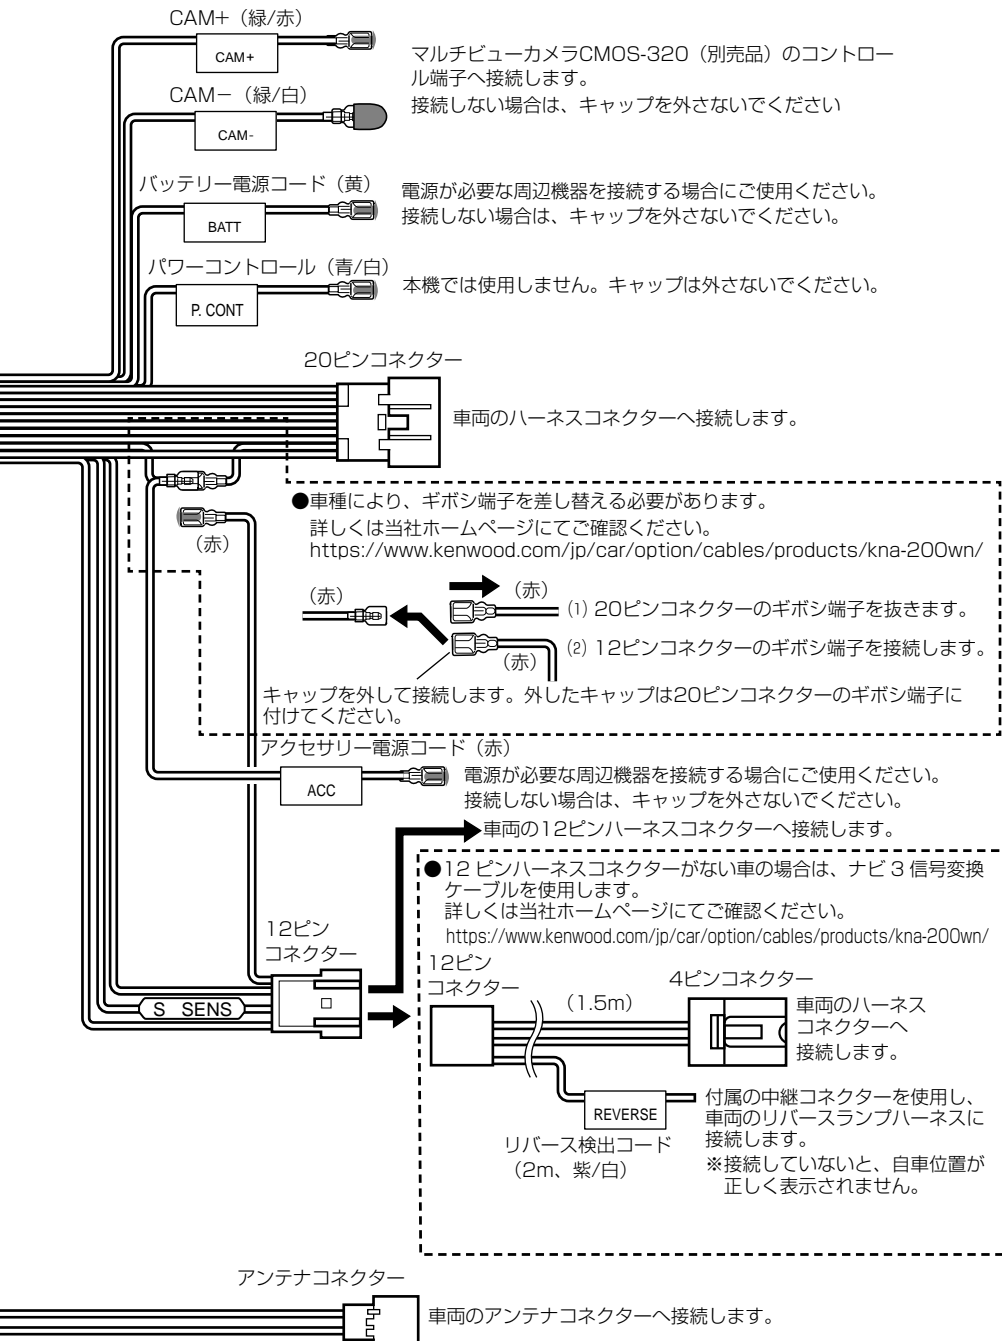 CAM+（緑/赤）
CAM+
マルチビューカメラCMOS-320（別売品）のコントロー
ル端子へ接続します。
接続しない場合は、キャップを外さないでください
CAM－（緑/白）
CAM-
バッテリー電源コード（黄）
BATT
電源が必要な周辺機器を接続する場合にご使用ください。
接続しない場合は、キャップを外さないでください。
パワーコントロール（青/白）
P. CONT
本機では使用しません。キャップは外さないでください。
20ピンコネクター
車両のハーネスコネクターへ接続します。
●車種により、ギボシ端子を差し替える必要があります。
詳しくは当社ホームページにてご確認ください。
https://www.kenwood.com/jp/car/option/cables/products/kna-200wn/
（赤）
（赤）
（赤）
⑴ 20ピンコネクターのギボシ端子を抜きます。
（赤）
⑵ 12ピンコネクターのギボシ端子を接続します。
キャップを外して接続します。外したキャップは20ピンコネクターのギボシ端子に
付けてください。
アクセサリー電源コード（赤）
ACC
電源が必要な周辺機器を接続する場合にご使用ください。
接続しない場合は、キャップを外さないでください。
車両の12ピンハーネスコネクターへ接続します。
●12 ピンハーネスコネクターがない車の場合は、ナビ 3 信号変換
ケーブルを使用します。
詳しくは当社ホームページにてご確認ください。
https://www.kenwood.com/jp/car/option/cables/products/kna-200wn/
12ピン
コネクター
S SENS
12ピン
コネクター
（1.5m）
4ピンコネクター
車両のハーネス
コネクターへ
接続します。
REVERSE
リバース検出コード
（2m、紫/白）
付属の中継コネクターを使用し、
車両のリバースランプハーネスに
接続します。
※接続していないと、自車位置が
正しく表示されません。
アンテナコネクター
車両のアンテナコネクターへ接続します。